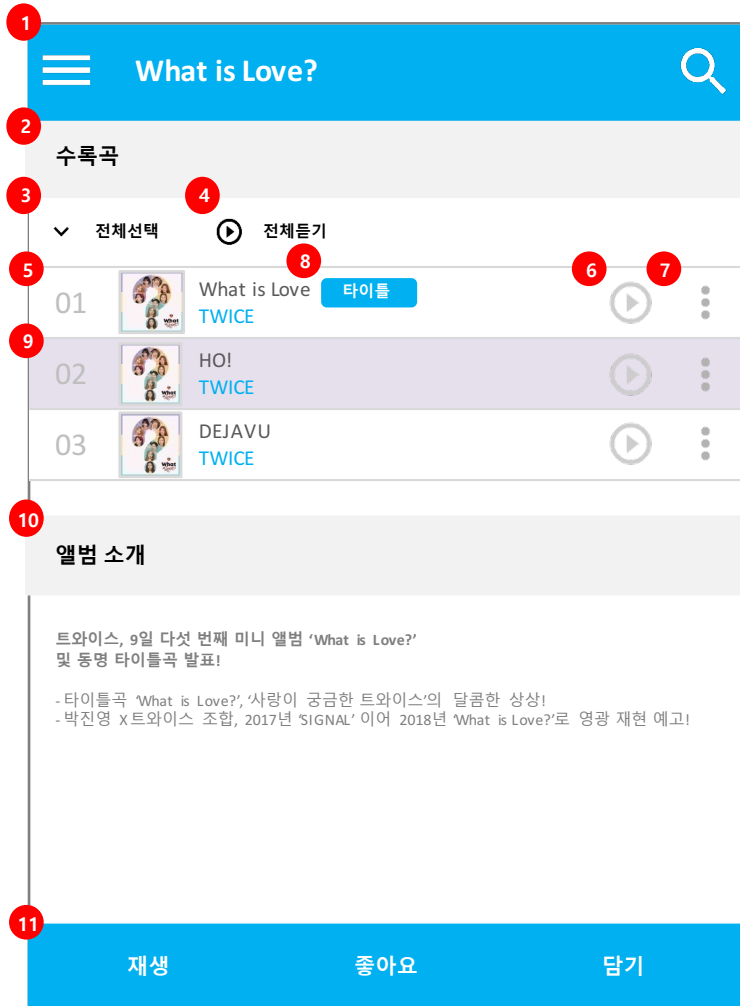 1
What is Love?
2
수록곡
3
4
전체선택
전체듣기
5
8
6
7
01
What is Love
타이틀
TWICE
9
02
HO!
TWICE
03
DEJAVU
TWICE
10
앨범 소개
트와이스, 9일 다섯 번째 미니 앨범 ‘What is Love?’
및 동명 타이틀곡 발표!
- 타이틀곡 ‘What is Love?’, ‘사랑이 궁금한 트와이스’의 달콤한 상상!
- 박진영 X 트와이스 조합, 2017년 ‘SIGNAL’ 이어 2018년 ‘What is Love?’로 영광 재현 예고!
11
재생
좋아요
담기